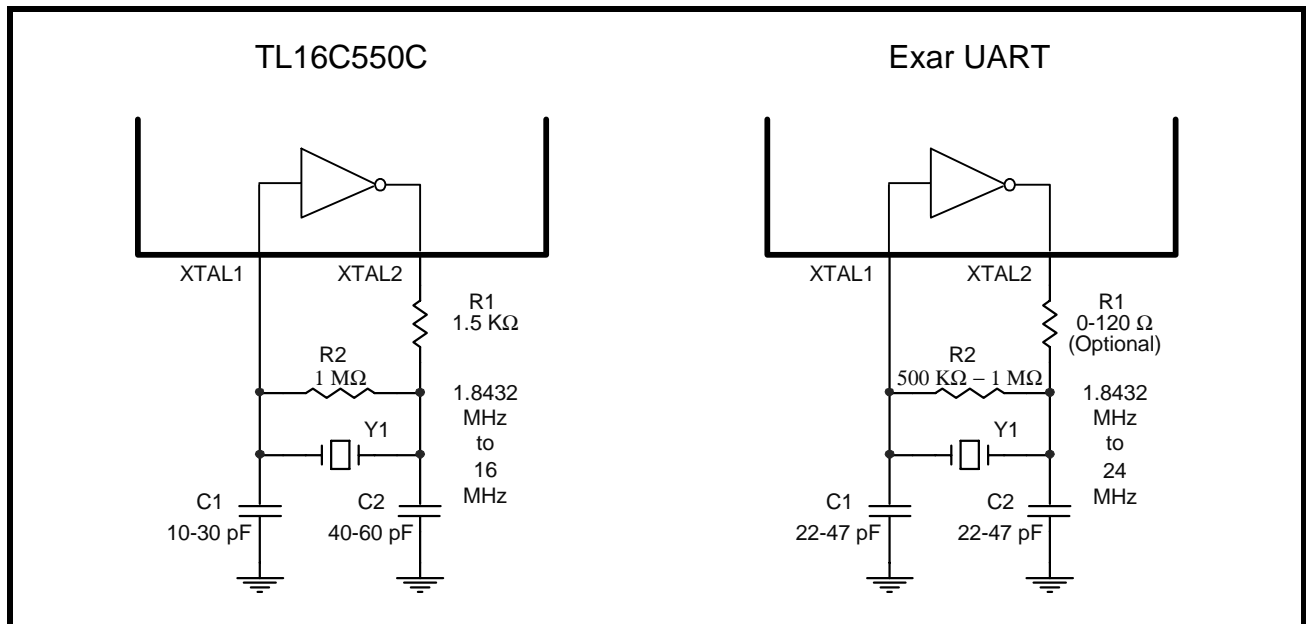 TL16C550C
XTAL1
XTAL2
R1
1.5 KΩ
R2
1 MΩ
1.8432
MHz
to
16
MHz
Y1
C1
10-30 pF
C2
40-60 pF
Exar UART
XTAL1
XTAL2
R1
0-120 Ω
(Optional)
R2
500 KΩ – 1 MΩ
1.8432
MHz
to
24
MHz
Y1
C1
22-47 pF
C2
22-47 pF